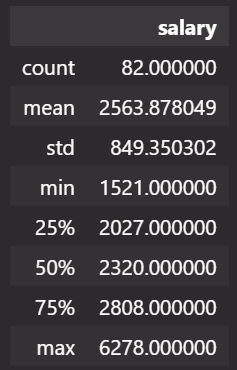 salary
count 82.000000
mean 2563.878049
std 849.350302
min 1521.000000
25% 2027.000000
50% 2320.000000
75% 2808.000000
max 6278.000000